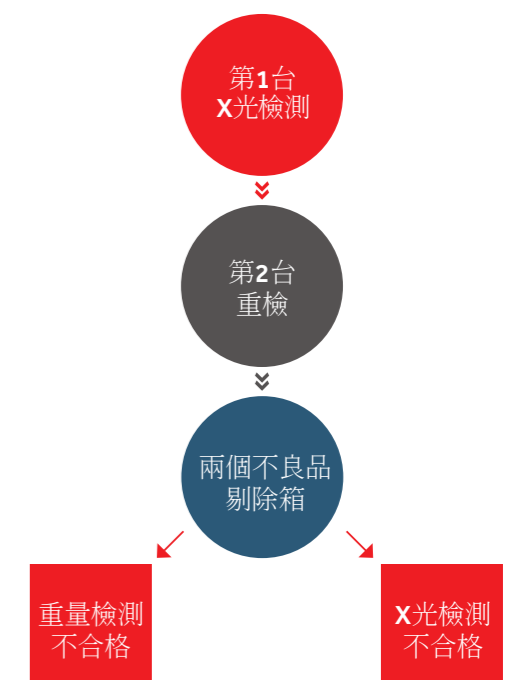 第1台
X光檢測
第2台
重檢
兩個不良品
剔除箱
重量檢測
不合格
X光檢測
不合格